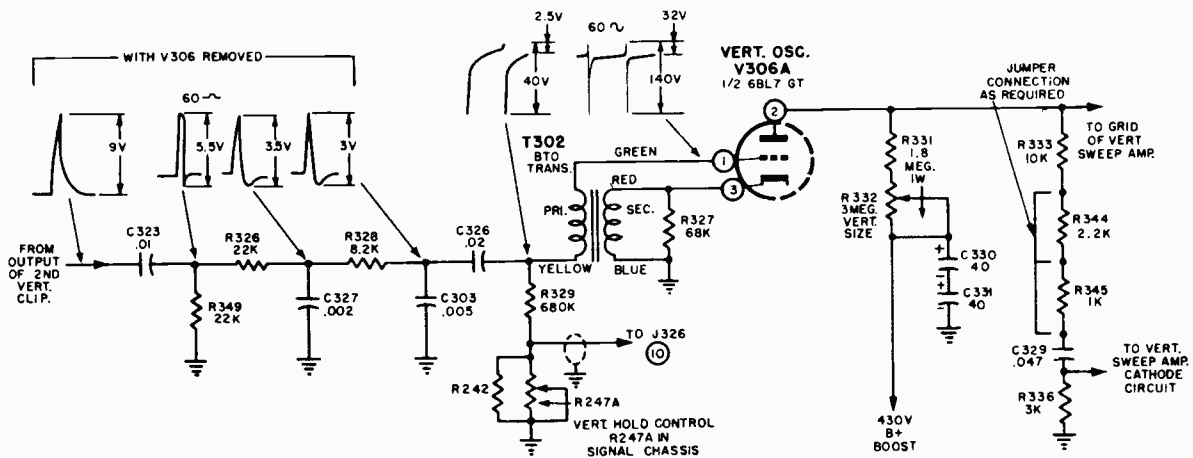 WITH V306 REMOVED
9V
60~
5.5V
3.5V
3V
2.5V
40V
60~
32V
140V
VERT. OSC.
V306A
1/2 6BL7 GT
JUMPER
CONNECTION
AS REQUIRED
T302
BTO
TRANS.
GREEN
RED
PRI.
SEC.
YELLOW
BLUE
1
2
3
R327
68K
R331
1.8
MEG.
1W
R332
3MEG.
VERT.
SIZE
C330
40
C331
40
+
-
+
-
430V
B+
BOOST
TO GRID
OF VERT
SWEEP AMP.
R333
10K
R344
2.2K
R345
1K
C329
.047
R336
3K
TO VERT.
SWEEP AMP.
CATHODE
CIRCUIT
FROM
OUTPUT
OF 2ND
VERT.
CLIP.
C323
.01
R326
22K
R349
22K
C327
.002
R328
8.2K
C303
.005
C326
.02
R329
680K
TO J326
10
R242
R247A
VERT. HOLD CONTROL
R247A IN
SIGNAL CHASSIS